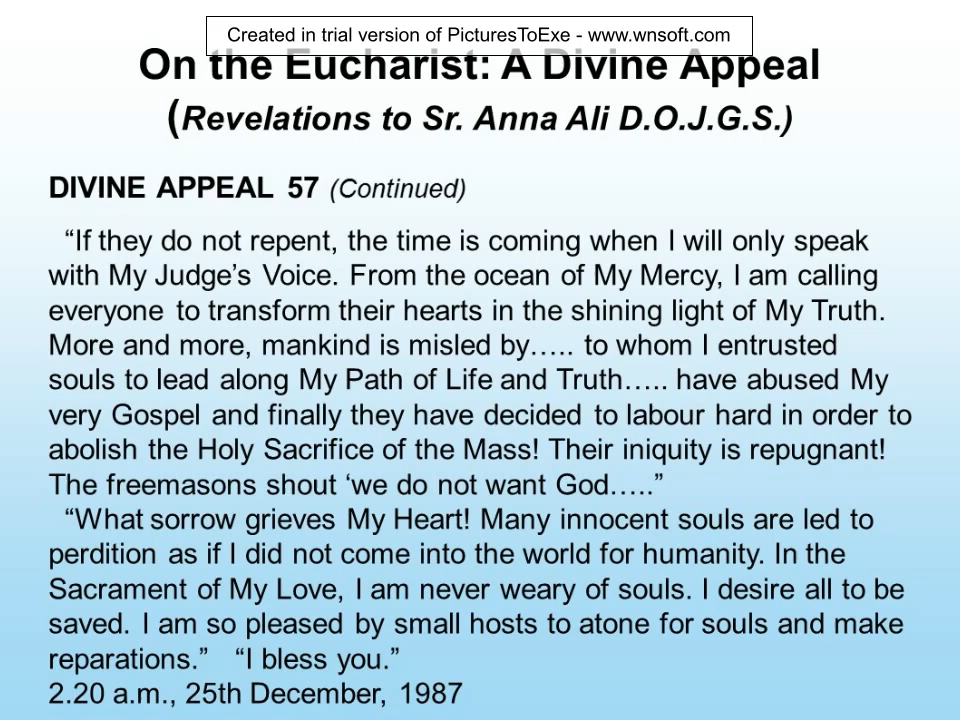 Created in trial version of PicturesToExe - www.wnsoft.com
On the Eucharist: A Divine Appeal
(Revelations to Sr. Anna Ali D.O.J.G.S.)
DIVINE APPEAL 57 (Continued)
“If they do not repent, the time is coming when I will only speak
with My Judge’s Voice. From the ocean of My Mercy, I am calling
everyone to transform their hearts in the shining light of My Truth.
More and more, mankind is misled by….. to whom I entrusted
souls to lead along My Path of Life and Truth….. have abused My
very Gospel and finally they have decided to labour hard in order to
abolish the Holy Sacrifice of the Mass! Their iniquity is repugnant!
The freemasons shout ‘we do not want God…..”
“What sorrow grieves My Heart! Many innocent souls are led to
perdition as if I did not come into the world for humanity. In the
Sacrament of My Love, I am never weary of souls. I desire all to be
saved. I am so pleased by small hosts to atone for souls and make
reparations.” “I bless you.”
2.20 a.m., 25th December, 1987